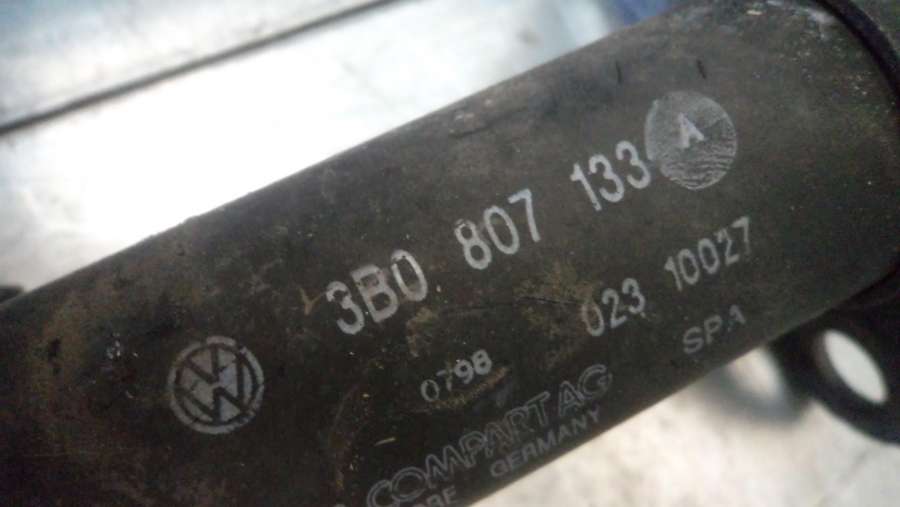 3B0 807 133 A
023 10027
0798
SPA
COMPART AG
GERMANY